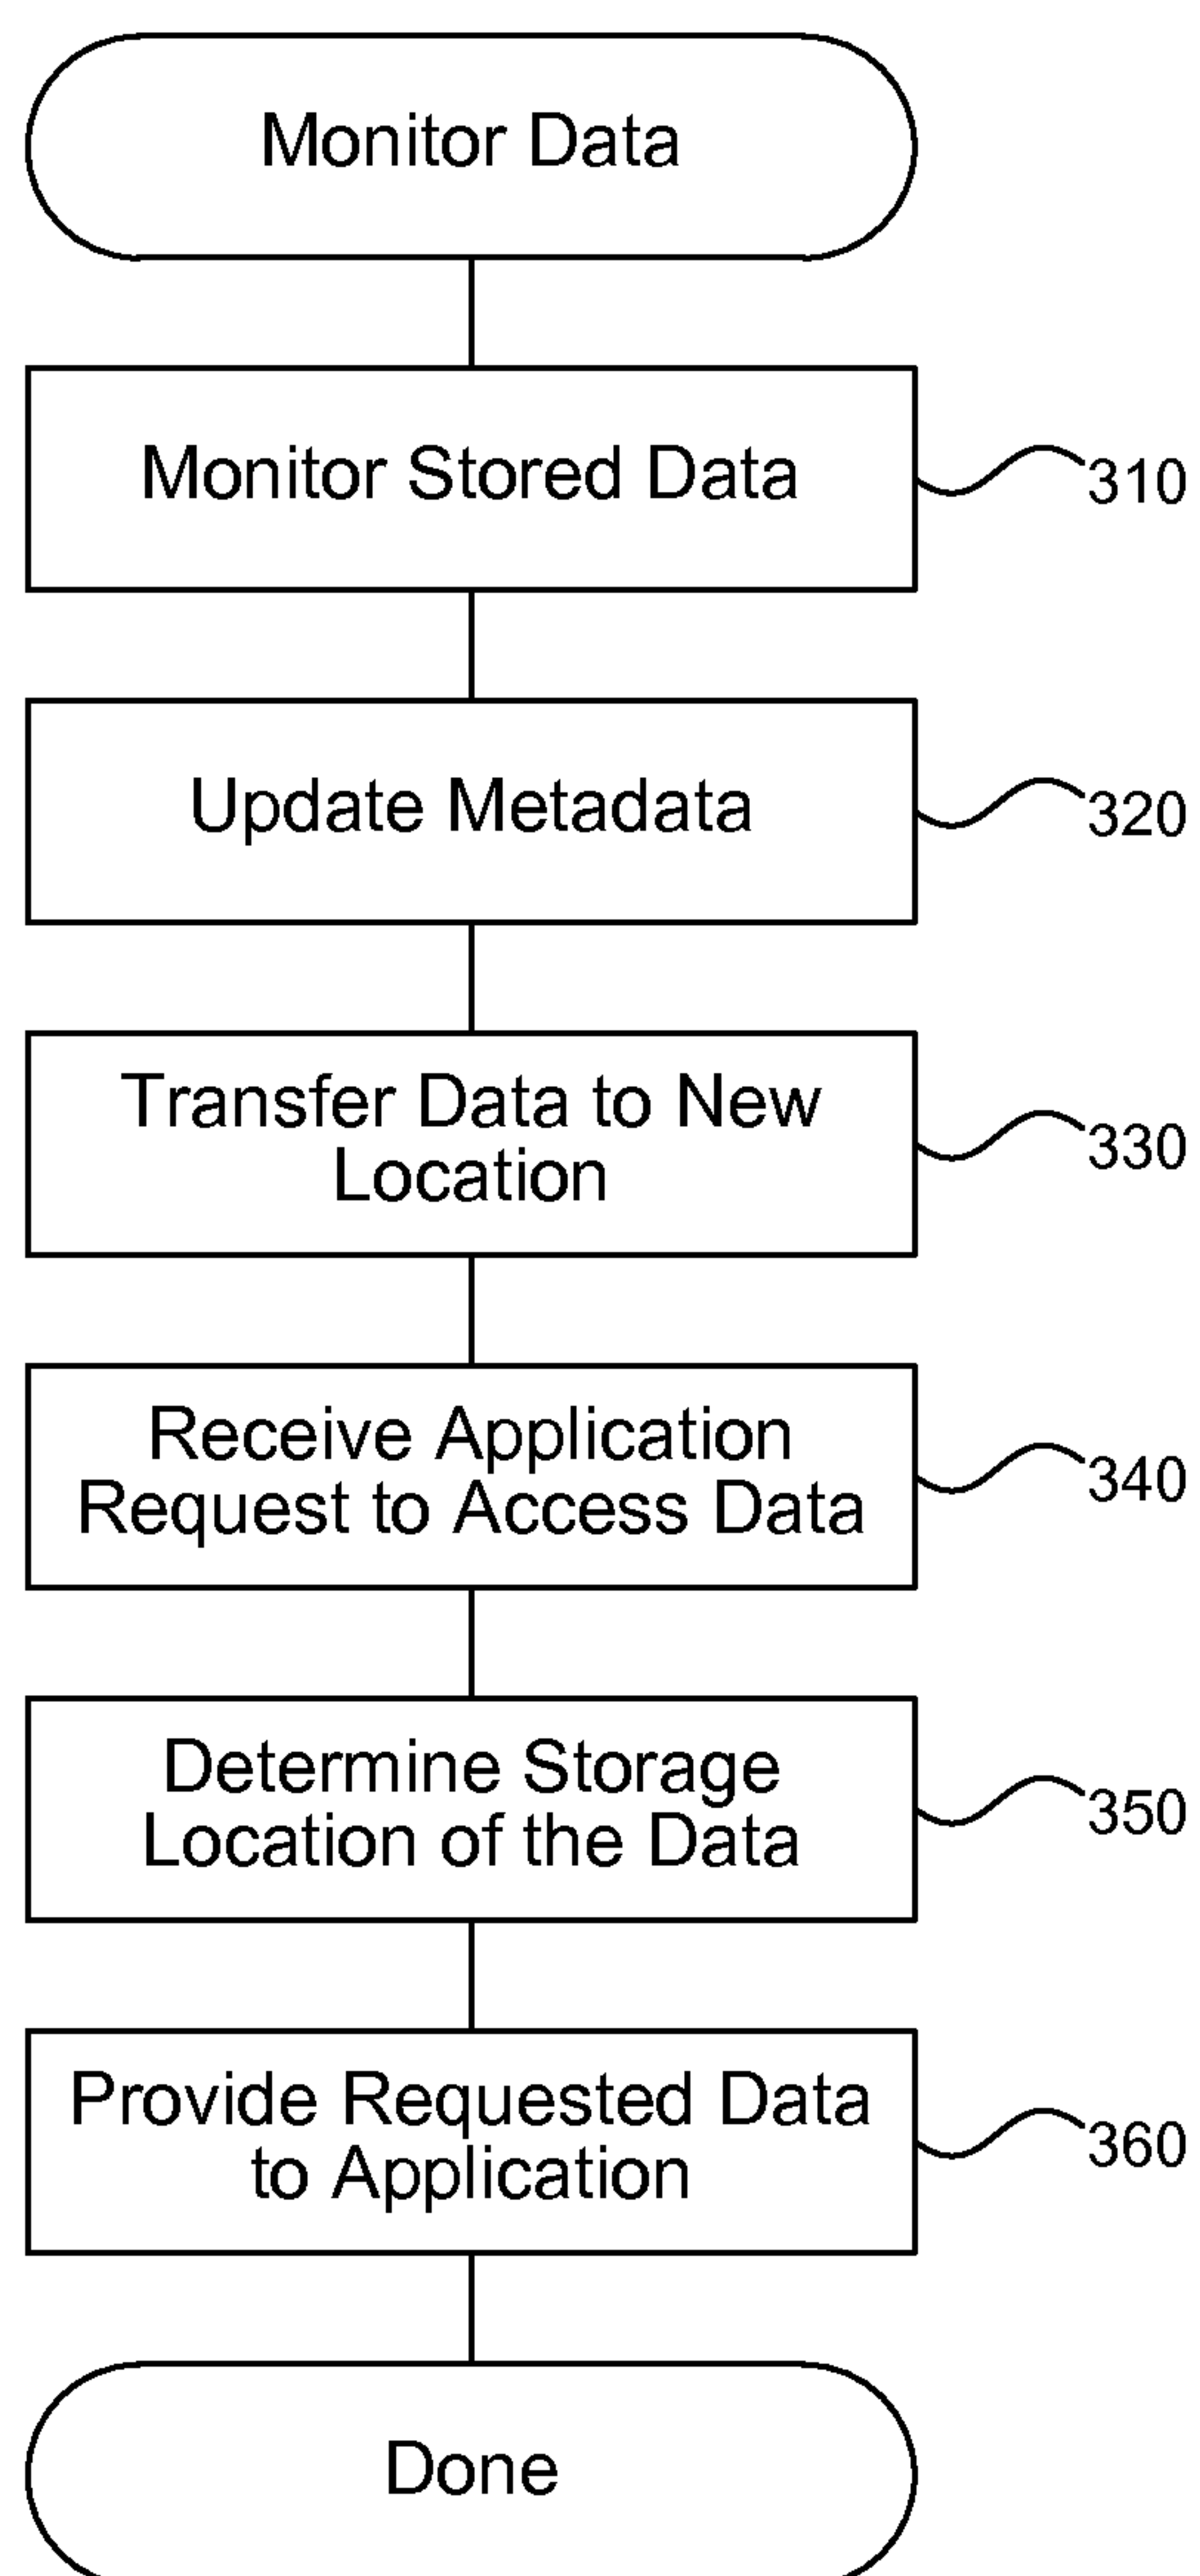 Monitor Data
Monitor Stored Data
310
Update Metadata
320
Transfer Data to New
Location
330
Receive Application
Request to Access Data
340
Determine Storage
Location of the Data
350
Provide Requested Data
to Application
360
Done